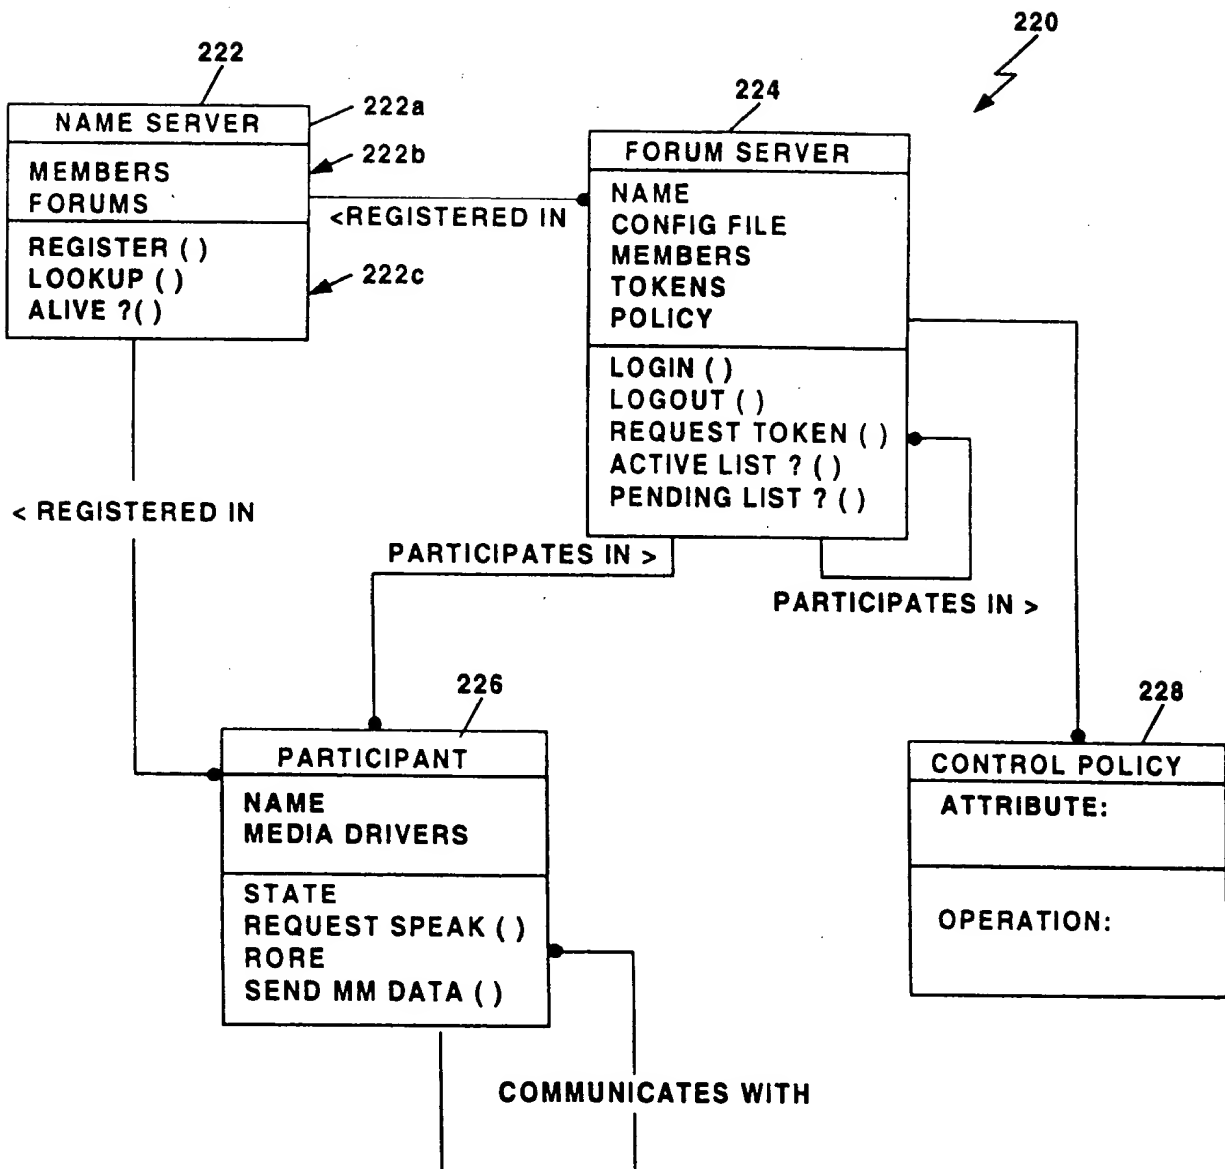 220
222
NAME SERVER
222a
MEMBERS
FORUMS
222b
REGISTER ( )
LOOKUP ( )
ALIVE ?( )
222c
<REGISTERED IN
224
FORUM SERVER
NAME
CONFIG FILE
MEMBERS
TOKENS
POLICY
LOGIN ( )
LOGOUT ( )
REQUEST TOKEN ( )
ACTIVE LIST ? ( )
PENDING LIST ? ( )
< REGISTERED IN
PARTICIPATES IN >
PARTICIPATES IN >
226
PARTICIPANT
NAME
MEDIA DRIVERS
STATE
REQUEST SPEAK ( )
RORE
SEND MM DATA ( )
228
CONTROL POLICY
ATTRIBUTE:
OPERATION:
COMMUNICATES WITH